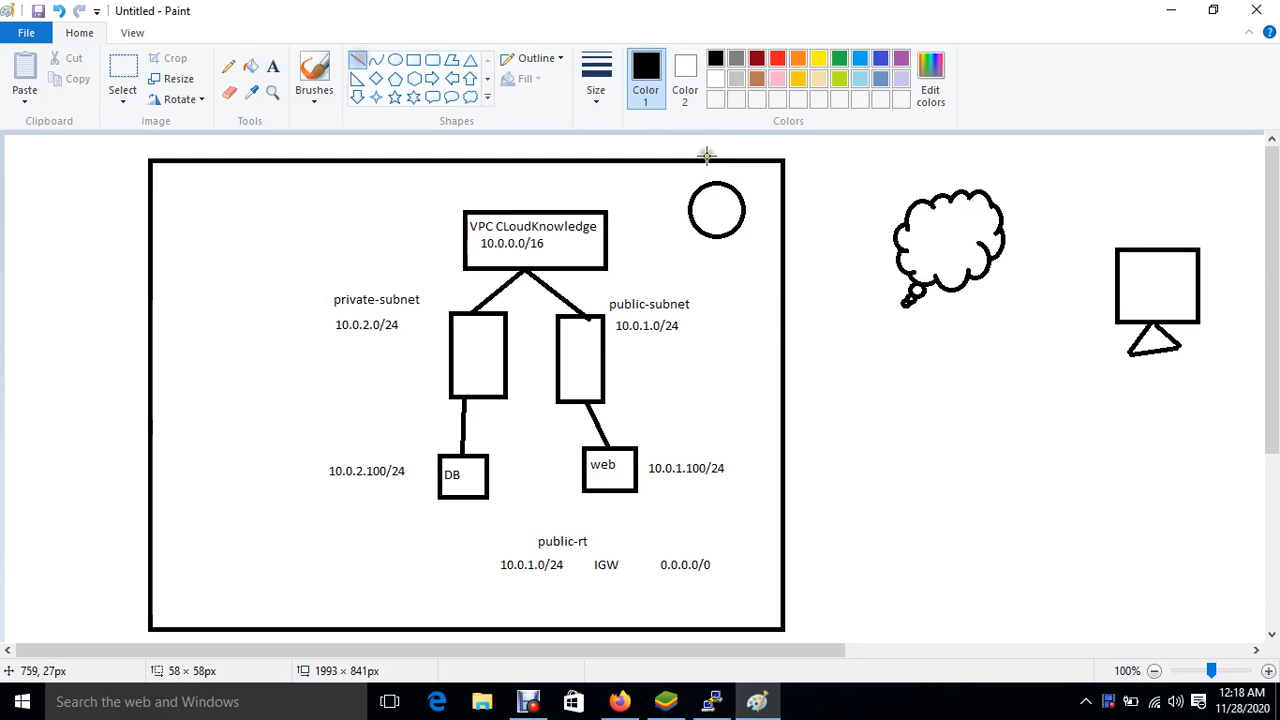 Untitled - Paint
File
Home
View
Paste
Cut
Copy
Clipboard
Select
Crop
Resize
Rotate
Image
A
Tools
Brushes
Shapes
Outline
Fill
Size
Color 1
Color 2
Edit colors
Colors
VPC CLoudKnowledge
10.0.0.0/16
private-subnet
10.0.2.0/24
public-subnet
10.0.1.0/24
10.0.2.100/24
DB
web
10.0.1.100/24
public-rt
10.0.1.0/24 IGW 0.0.0.0/0
759, 27px
58 × 58px
1993 × 841px
100%
Search the web and Windows
12:18 AM
11/28/2020